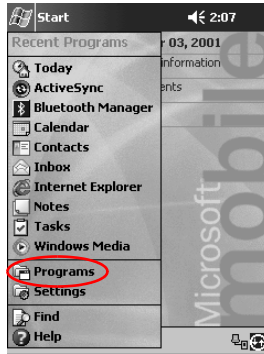 Start 2:07
Recent Programs r 03, 2001
Today nformation
ActiveSync ents
Bluetooth Manager
Calendar
Contacts
Inbox
Internet Explorer
Notes
Tasks
Windows Media
Programs
Settings
Find
Help
Microsoft
mobile